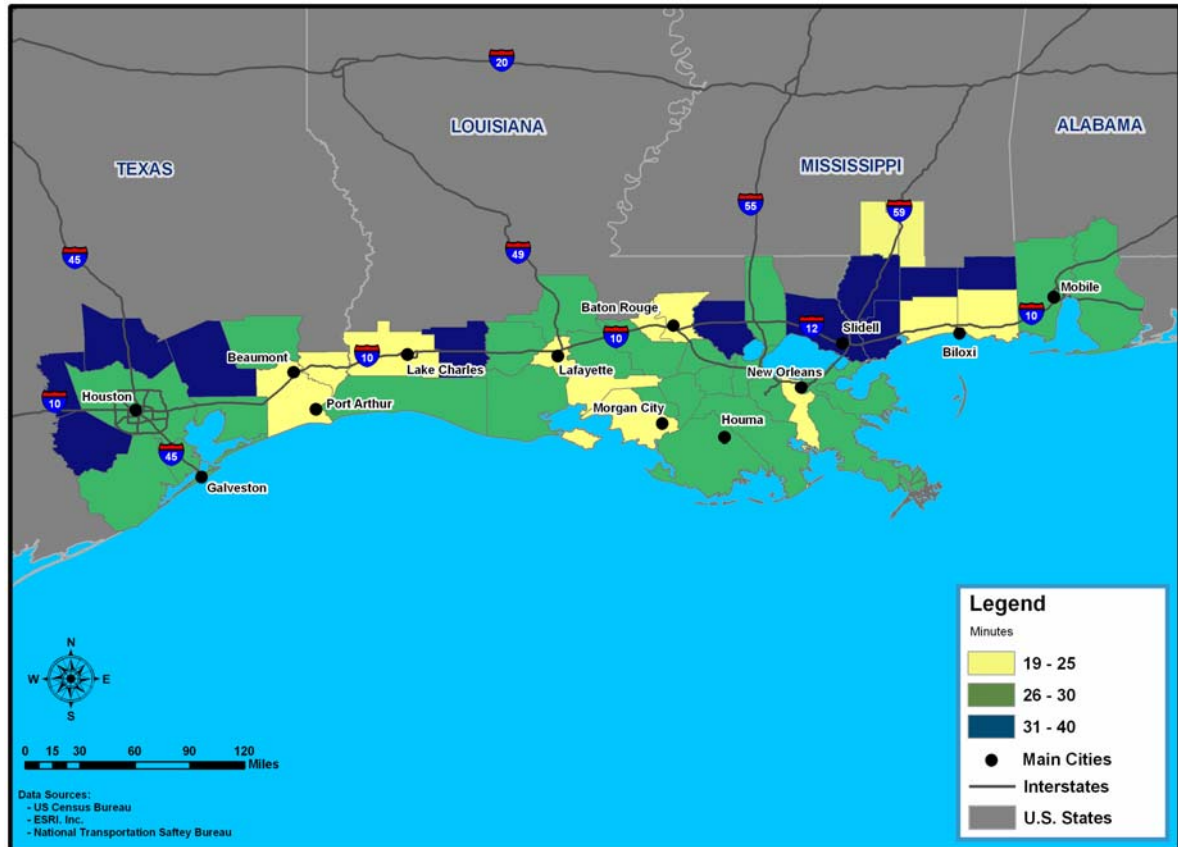 20
LOUISIANA
ALABAMA
TEXAS
MISSISSIPPI
55
59
49
45
Baton Rouge
Mobile
10
12
Slidell
10
Beaumont
10
Lake Charles
Lafayette
Biloxi
New Orleans
Houston
10
Port Arthur
Morgan City
Houma
45
Galveston
Legend
Minutes
19 - 25
26 - 30
31 - 40
Main Cities
Interstates
U.S. States
N
W E
S
0 15 30 60 90 120
Miles
Data Sources:
- US Census Bureau
- ESRI. Inc.
- National Transportation Saftey Bureau